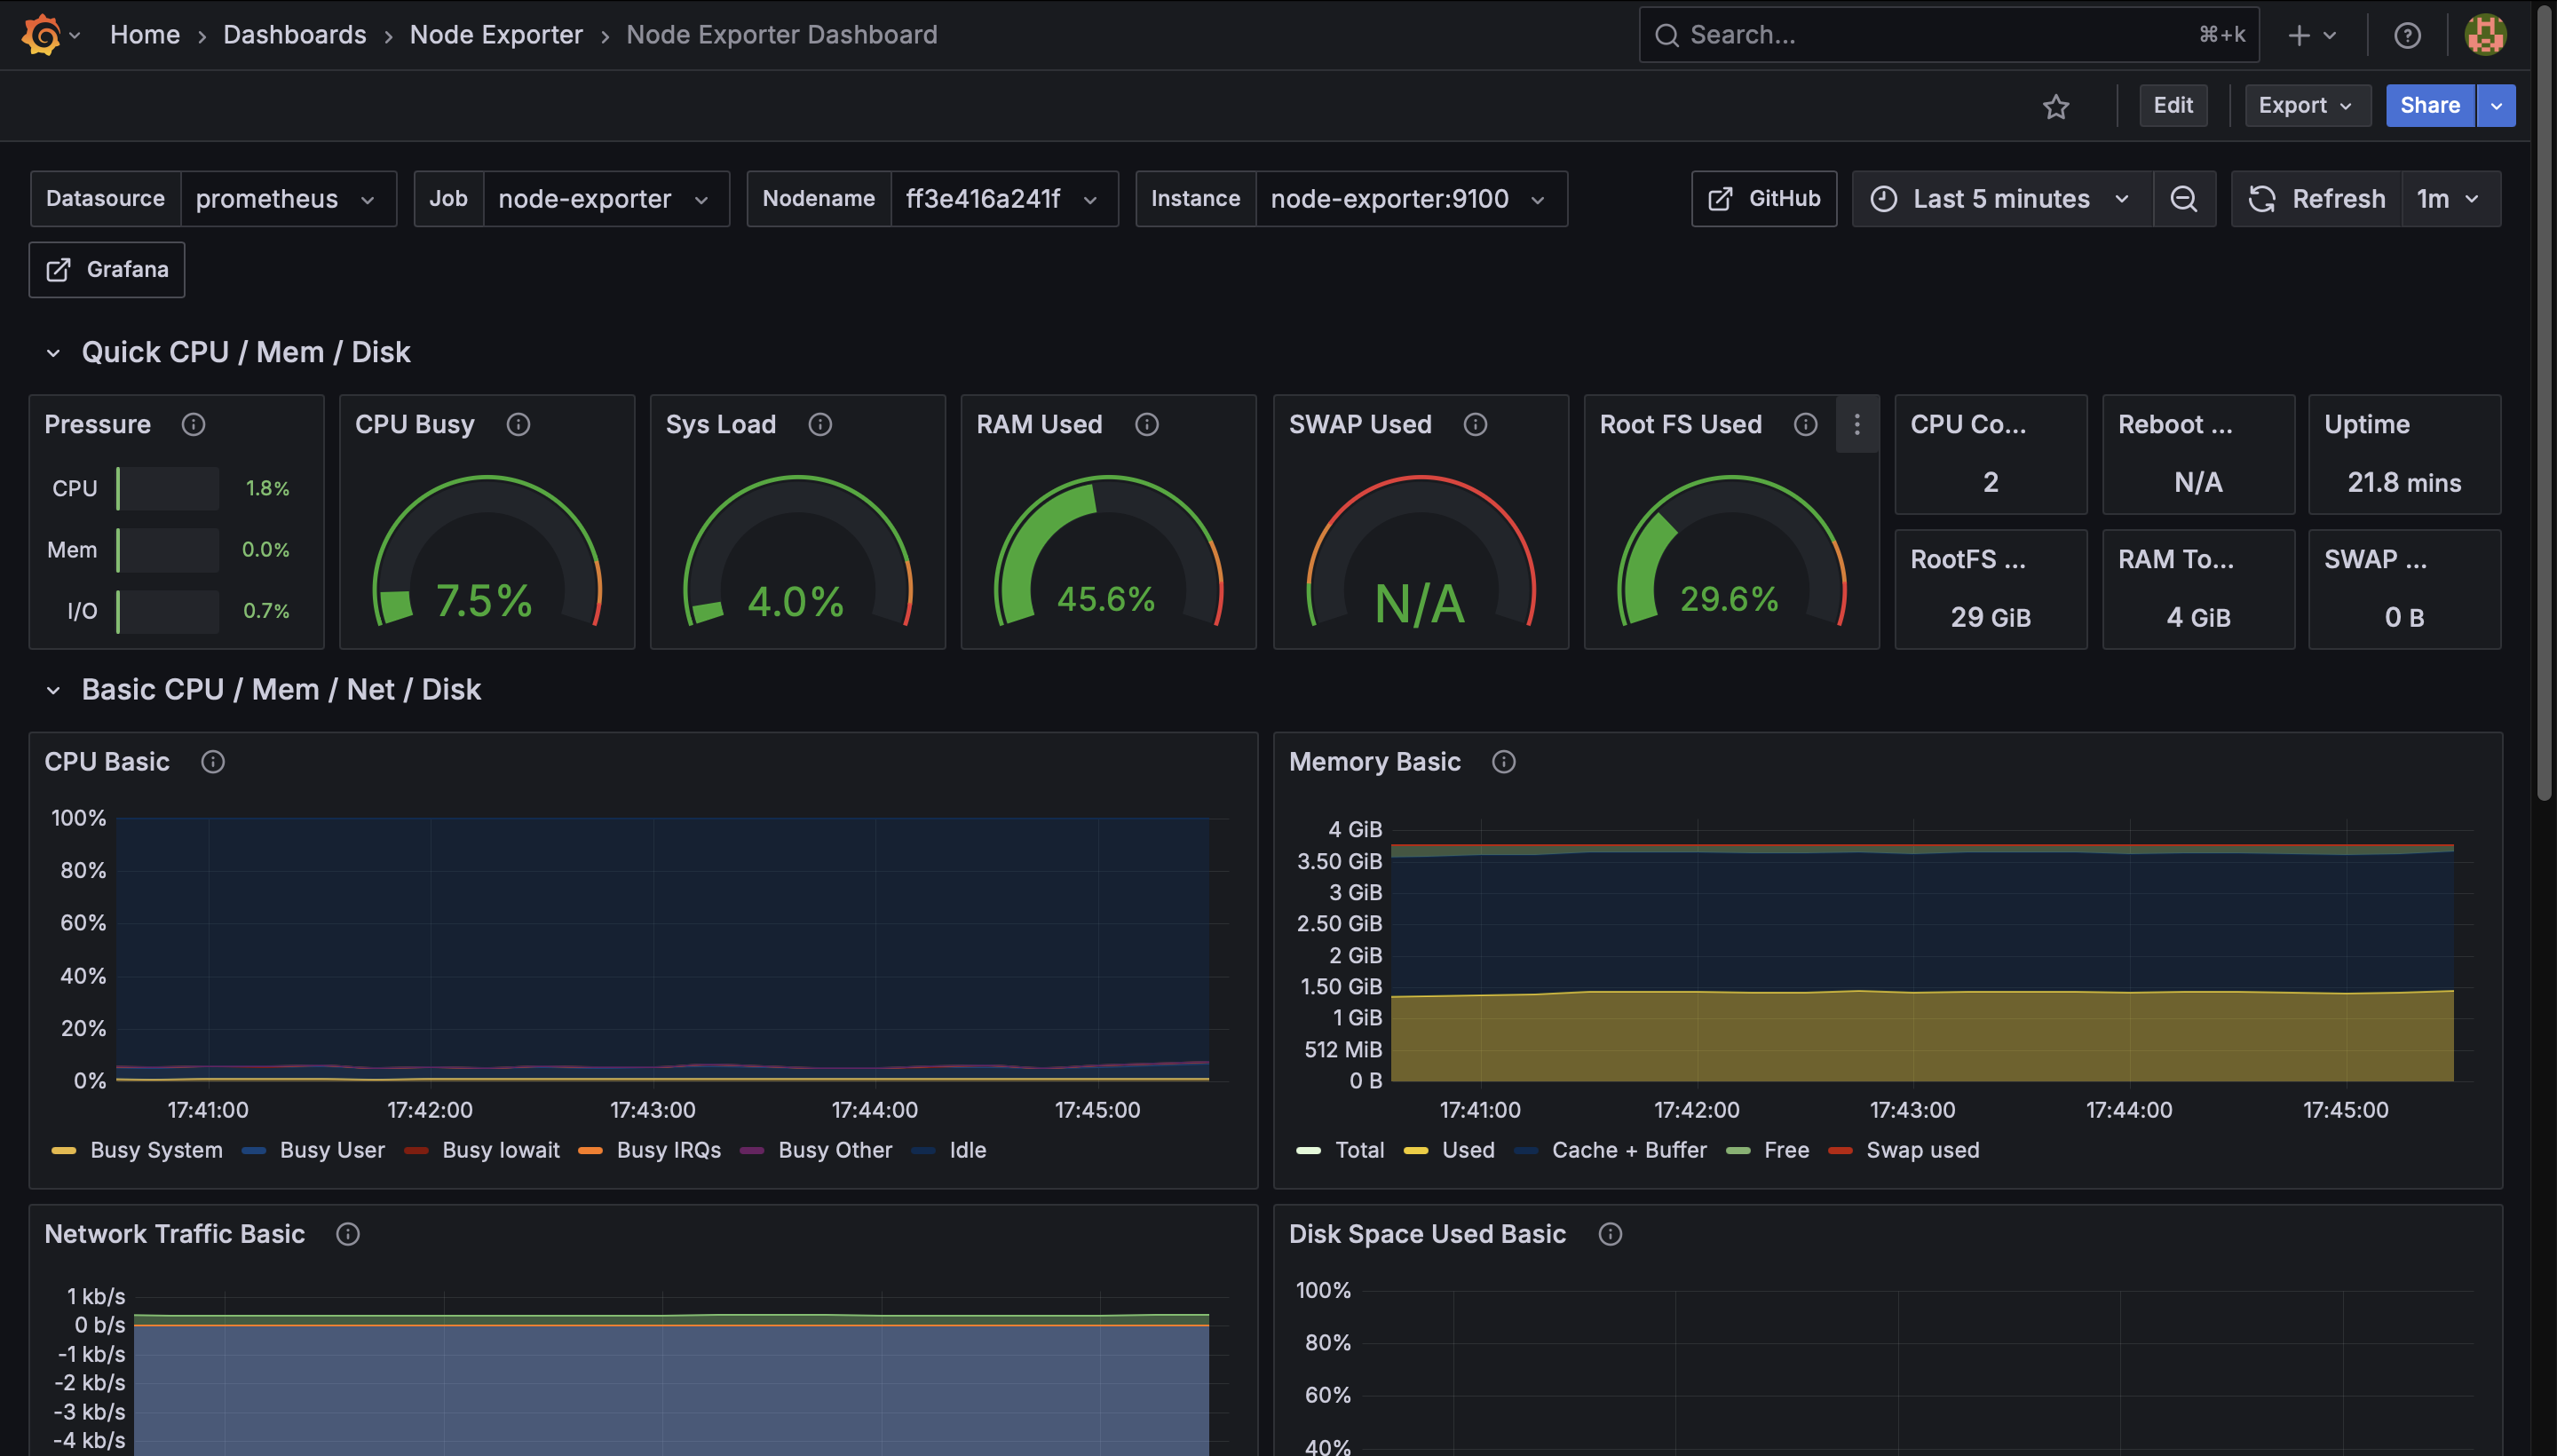 Home › Dashboards › Node Exporter › Node Exporter Dashboard
Search... ⌘+k
Edit Export Share
Datasource prometheus Job node-exporter Nodename ff3e416a241f Instance node-exporter:9100 GitHub Last 5 minutes Refresh 1m
Grafana
Quick CPU / Mem / Disk
Pressure
CPU 1.8%
Mem 0.0%
I/O 0.7%
CPU Busy
7.5%
Sys Load
4.0%
RAM Used
45.6%
SWAP Used
N/A
Root FS Used
29.6%
CPU Co...
2
Reboot ...
N/A
Uptime
21.8 mins
RootFS ...
29 GiB
RAM To...
4 GiB
SWAP ...
0 B
Basic CPU / Mem / Net / Disk
CPU Basic
100%
80%
60%
40%
20%
0%
17:41:00 17:42:00 17:43:00 17:44:00 17:45:00
Busy System Busy User Busy Iowait Busy IRQs Busy Other Idle
Memory Basic
4 GiB
3.50 GiB
3 GiB
2.50 GiB
2 GiB
1.50 GiB
1 GiB
512 MiB
0 B
17:41:00 17:42:00 17:43:00 17:44:00 17:45:00
Total Used Cache + Buffer Free Swap used
Network Traffic Basic
1 kb/s
0 b/s
-1 kb/s
-2 kb/s
-3 kb/s
-4 kb/s
Disk Space Used Basic
100%
80%
60%
40%